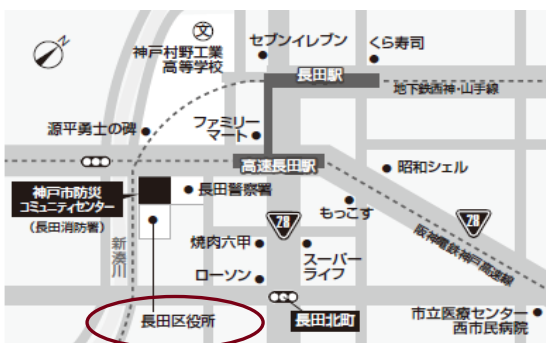 N
文
神戸村野工業
高等学校
セブンイレブン
くら寿司
長田駅
地下鉄西神・山手線
源平勇士の碑
ファミリー
マート
高速長田駅
昭和シェル
神戸市防災
コミュニティセンター
(長田消防署)
長田警察署
もっこす
28
28
阪神電鉄神戸高速線
新湊川
焼肉六甲
スーパー
ライフ
ローソン
長田区役所
長田北町
市立医療センター
西市民病院